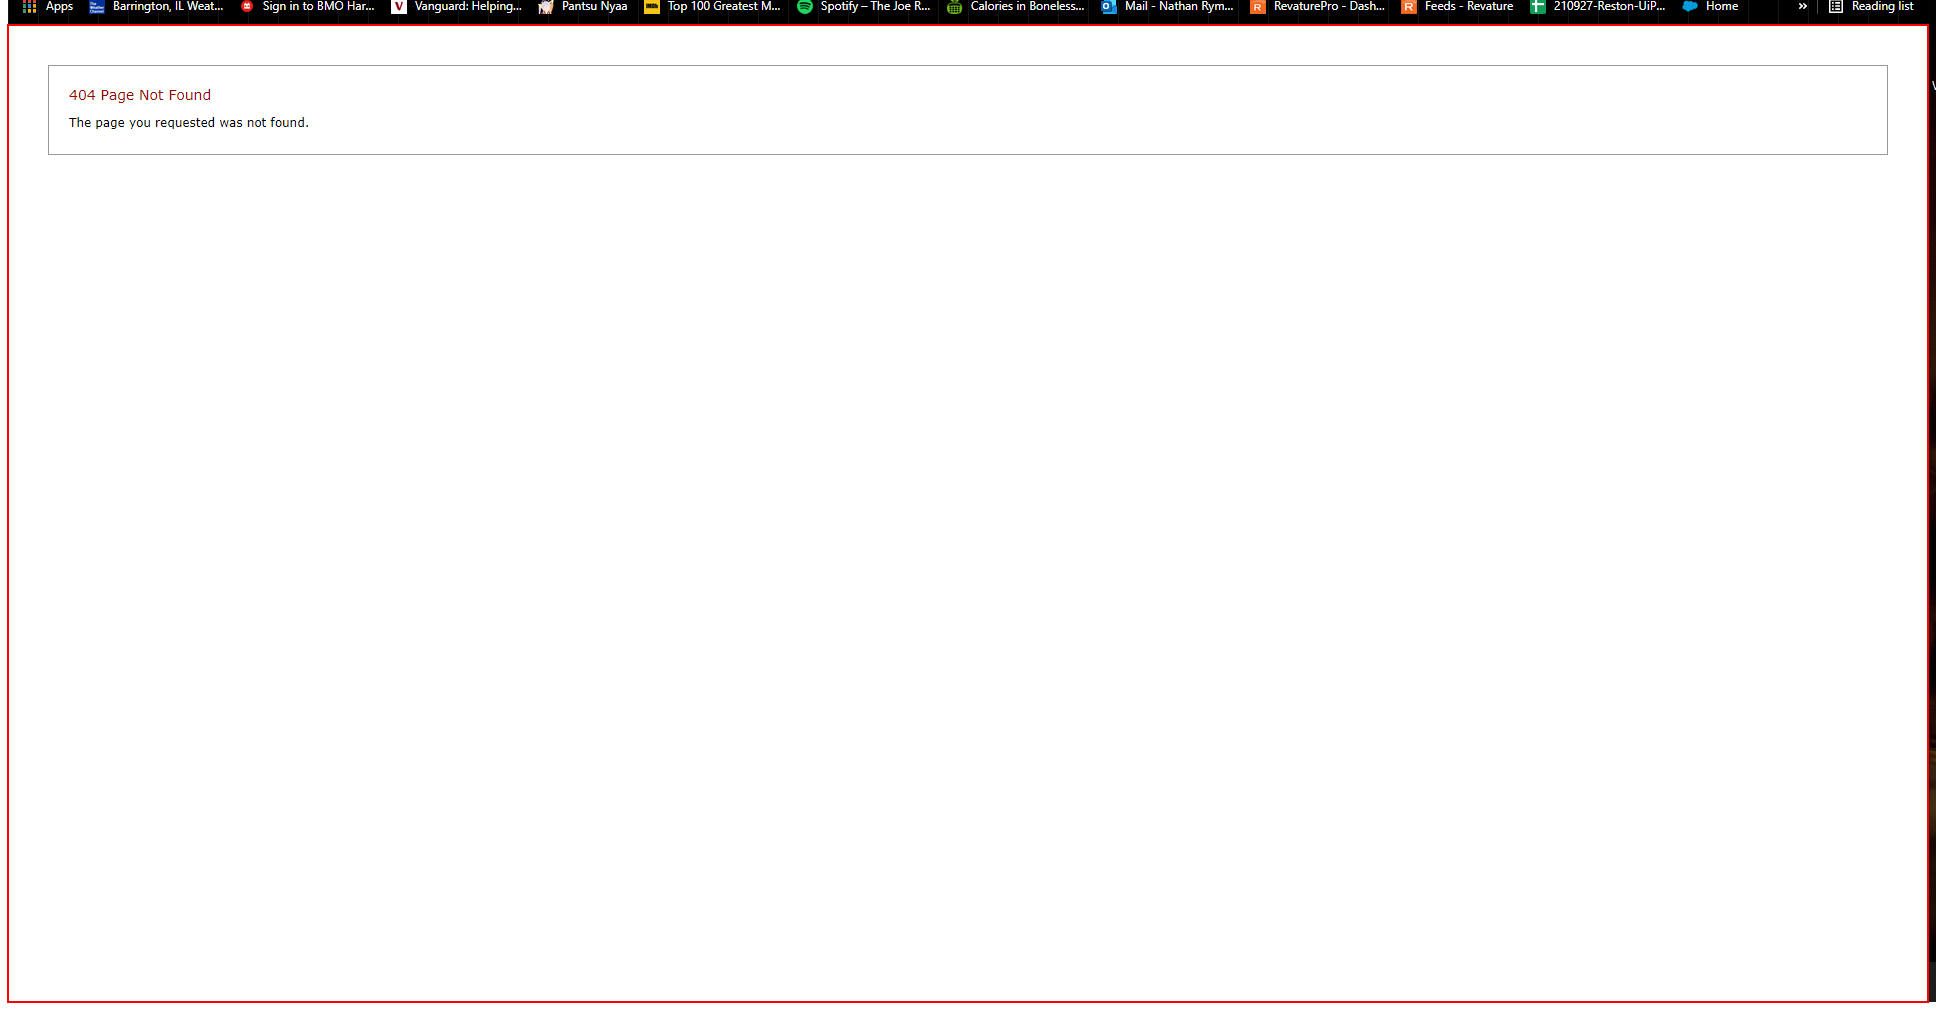 Apps Barrington, IL Weat... Sign in to BMO Har... Vanguard: Helping... Pantsu Nyaa Top 100 Greatest M... Spotify – The Joe R... Calories in Boneless... Mail - Nathan Rym... RevaturePro - Dash... Feeds - Revature 210927-Reston-UiP... Home » Reading list
404 Page Not Found
The page you requested was not found.